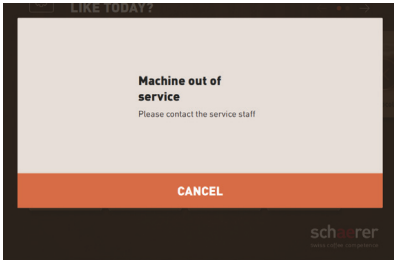 LIKE TODAY?
Machine out of
service
Please contact the service staff
CANCEL
schaerer